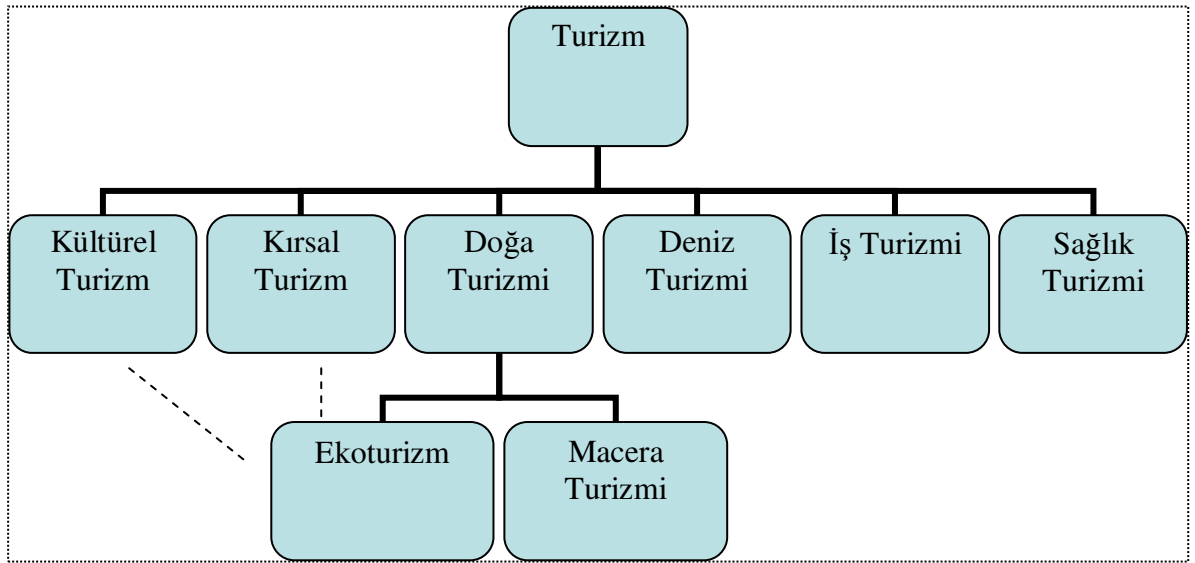 Turizm
Kültürel
Turizm
Kırsal
Turizm
Doğa
Turizmi
Deniz
Turizmi
İş Turizmi
Sağlık
Turizmi
Ekoturizm
Macera
Turizmi